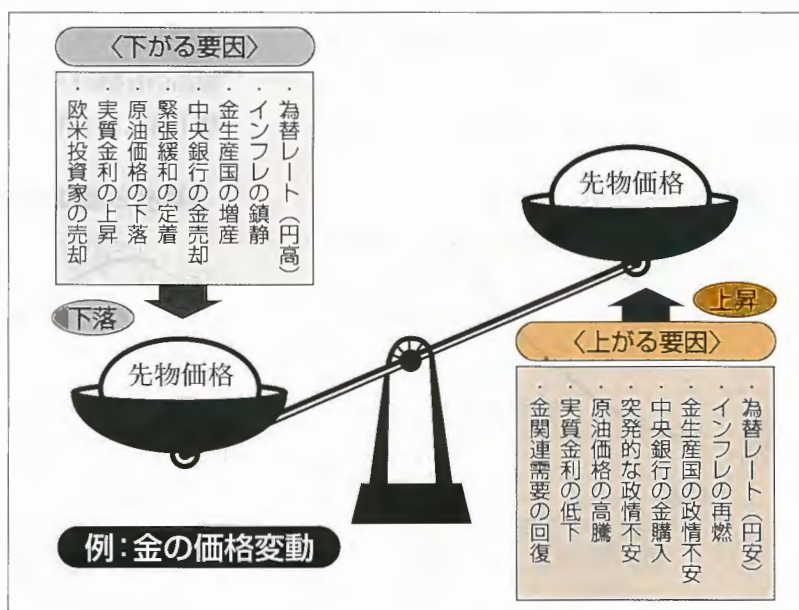 〈下がる要因〉
・為替レート（円高）
・インフレの鎮静
・金生産国の増産
・中央銀行の金売却
・緊張緩和の定着
・原油価格の下落
・実質金利の上昇
・欧米投資家の売却
下落
先物価格
先物価格
上昇
〈上がる要因〉
・為替レート（円安）
・インフレの再燃
・金生産国の政情不安
・中央銀行の金購入
・突発的な政情不安
・原油価格の高騰
・実質金利の低下
・金関連需要の回復
例：金の価格変動